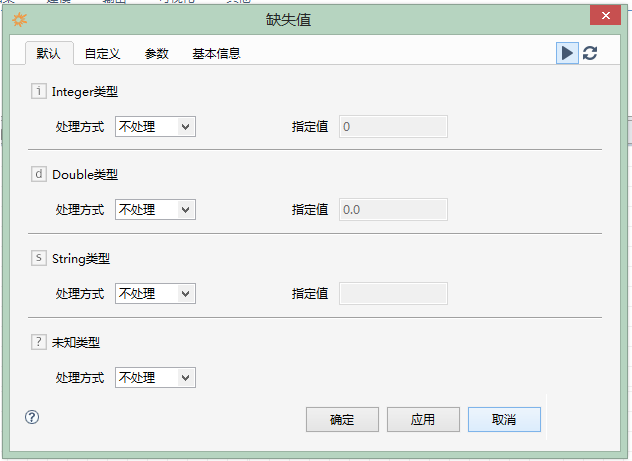 缺失值
默认 自定义 参数 基本信息
i Integer类型
处理方式 不处理 指定值 0
d Double类型
处理方式 不处理 指定值 0.0
s String类型
处理方式 不处理 指定值
? 未知类型
处理方式 不处理
? 确定 应用 取消